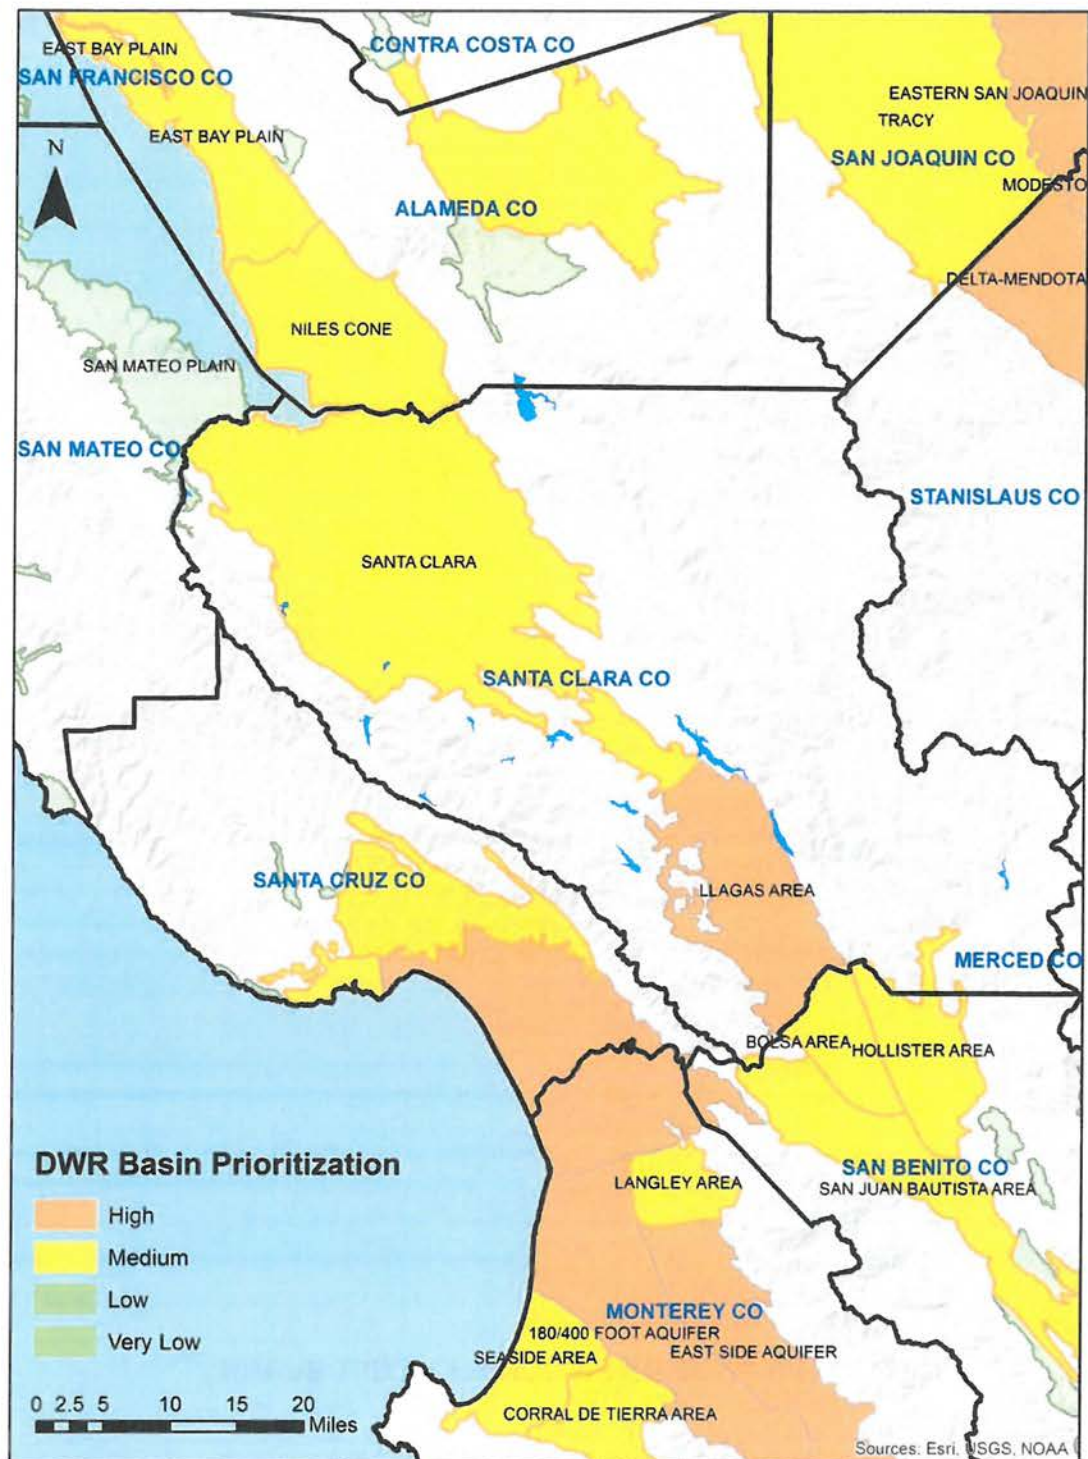 EAST BAY PLAIN
CONTRA COSTA CO
SAN FRANCISCO CO
EAST BAY PLAIN
EASTERN SAN JOAQUIN
TRACY
SAN JOAQUIN CO
N
MODESTO
ALAMEDA CO
DELTA-MENDOTA
NILES CONE
SAN MATEO PLAIN
SAN MATEO CO
STANISLAUS CO
SANTA CLARA
SANTA CLARA CO
SANTA CRUZ CO
LLAGAS AREA
MERCED CO
BOLSA AREA
HOLLISTER AREA
DWR Basin Prioritization
SAN BENITO CO
LANGLEY AREA
SAN JUAN BAUTISTA AREA
High
Medium
Low
Very Low
MONTEREY CO
180/400 FOOT AQUIFER
SEASIDE AREA
EAST SIDE AQUIFER
CORRAL DE TIERRA AREA
0 2.5 5 10 15 20
Miles
Sources: Esri, USGS, NOAA